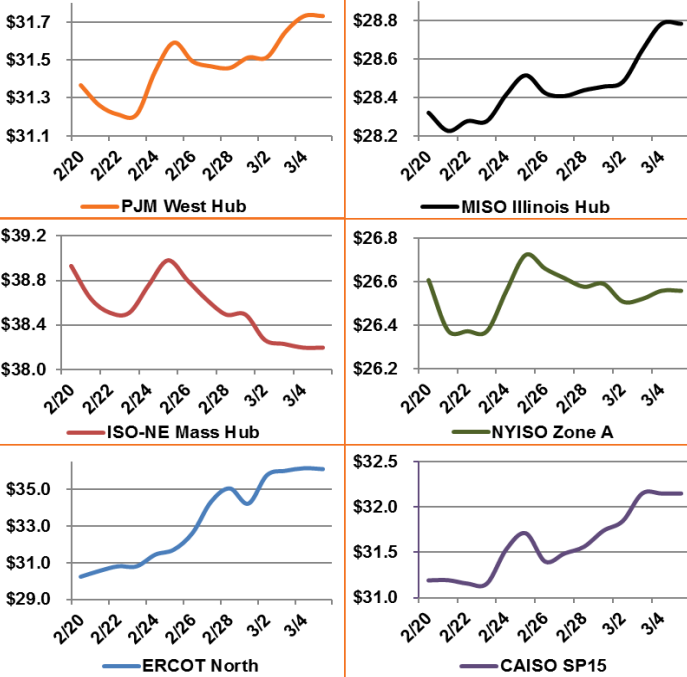 $31.7
$31.5
$31.3
$31.1
2/20 2/22 2/24 2/26 2/28 3/2 3/4
PJM West Hub
$28.8
$28.6
$28.4
$28.2
2/20 2/22 2/24 2/26 2/28 3/2 3/4
MISO Illinois Hub
$39.2
$38.8
$38.4
$38.0
2/20 2/22 2/24 2/26 2/28 3/2 3/4
ISO-NE Mass Hub
$26.8
$26.6
$26.4
$26.2
2/20 2/22 2/24 2/26 2/28 3/2 3/4
NYISO Zone A
$35.0
$33.0
$31.0
$29.0
2/20 2/22 2/24 2/26 2/28 3/2 3/4
ERCOT North
$32.5
$32.0
$31.5
$31.0
2/20 2/22 2/24 2/26 2/28 3/2 3/4
CAISO SP15